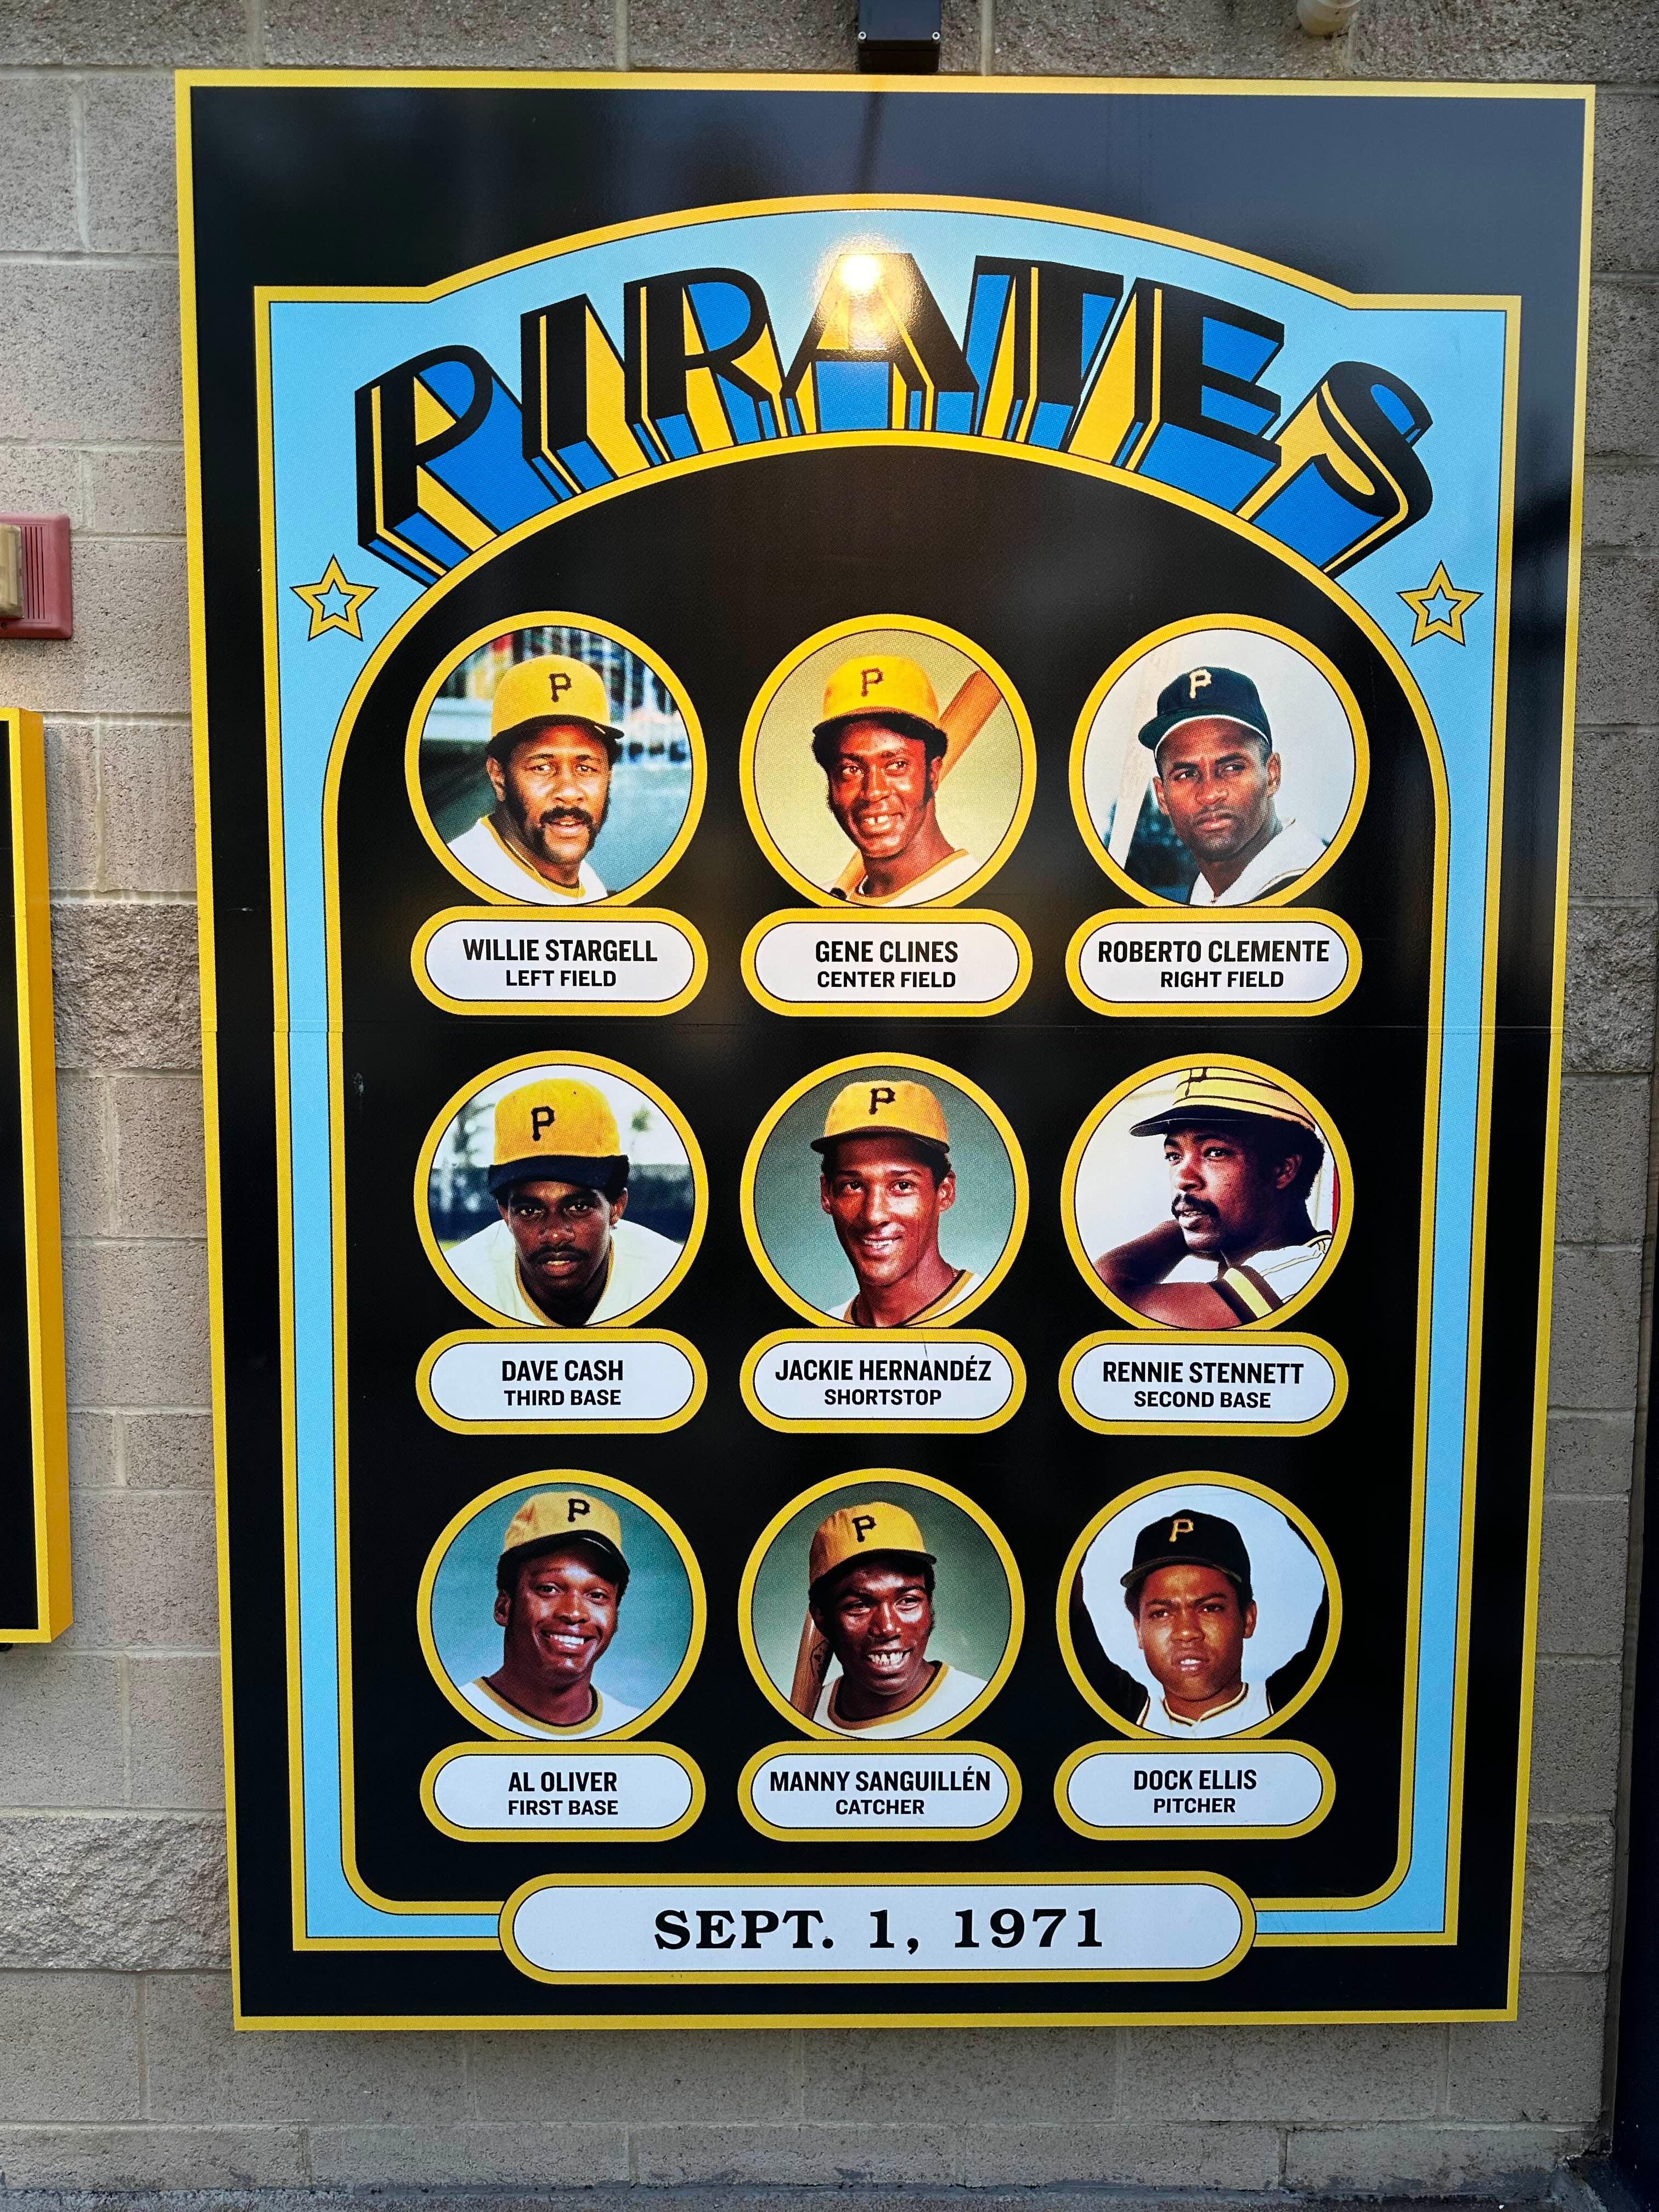 PIRATES
P
P
P
WILLIE STARGELL
LEFT FIELD
GENE CLINES
CENTER FIELD
ROBERTO CLEMENTE
RIGHT FIELD
P
P
P
DAVE CASH
THIRD BASE
JACKIE HERNANDÉZ
SHORTSTOP
RENNIE STENNETT
SECOND BASE
P
P
P
AL OLIVER
FIRST BASE
MANNY SANGUILLÉN
CATCHER
DOCK ELLIS
PITCHER
SEPT. 1, 1971